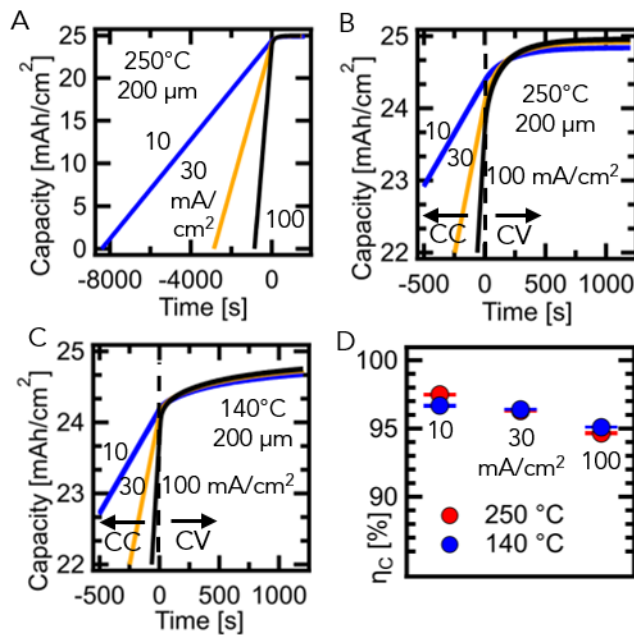 A
Capacity [mAh/cm²]
25
20
15
10
5
0
250°C
200 µm
10
30
mA/
cm²
100
-8000
-4000
0
Time [s]
B
Capacity [mAh/cm²]
25
24
23
22
250°C
200 µm
10
30
100 mA/cm²
CC
CV
-500
0
500
1000
Time [s]
C
Capacity [mAh/cm²]
25
24
23
22
140°C
200 µm
10
30
100 mA/cm²
CC
CV
-500
0
500
1000
Time [s]
D
ηC [%]
100
95
90
85
10
30
100
mA/cm²
250 °C
140 °C